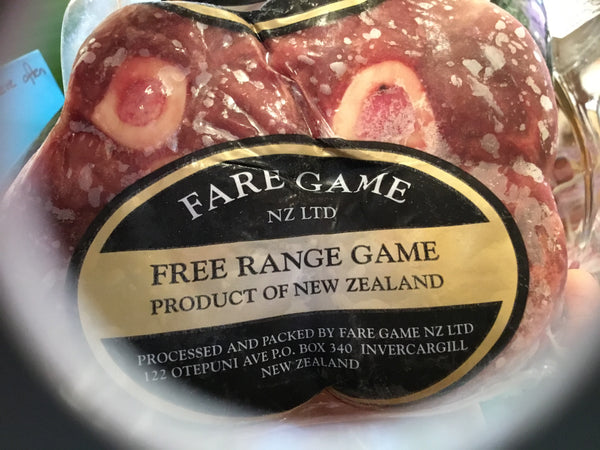 FARE GAME
NZ LTD
FREE RANGE GAME
PRODUCT OF NEW ZEALAND
PROCESSED AND PACKED BY FARE GAME NZ LTD
122 OTEPUNI AVE P.O. BOX 340 INVERCARGILL
NEW ZEALAND